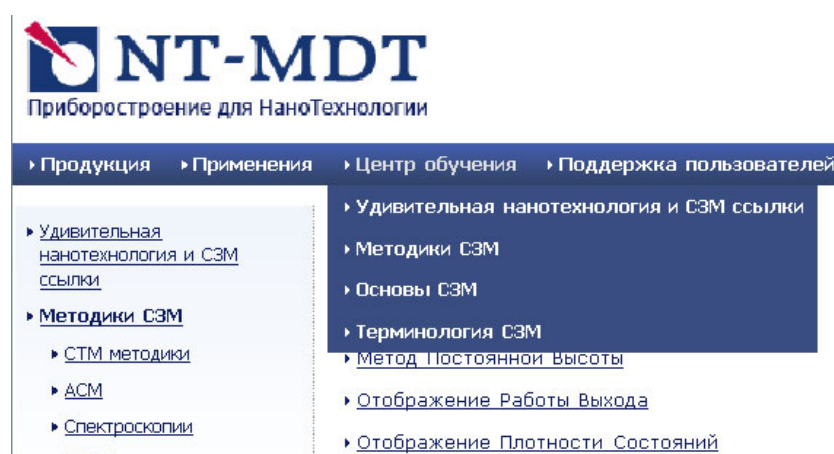 NT-MDT
Приборостроение для НаноТехнологии
Продукция Применения Центр обучения Поддержка пользователей
Удивительная нанотехнология и СЗМ ссылки
Методики СЗМ
Основы СЗМ
Терминология СЗМ
Удивительная
нанотехнология и СЗМ
ссылки
Методики СЗМ
СТМ методики
АСМ
Спектроскопии
Метод Постоянной Высоты
Отображение Работы Выхода
Отображение Плотности Состояний